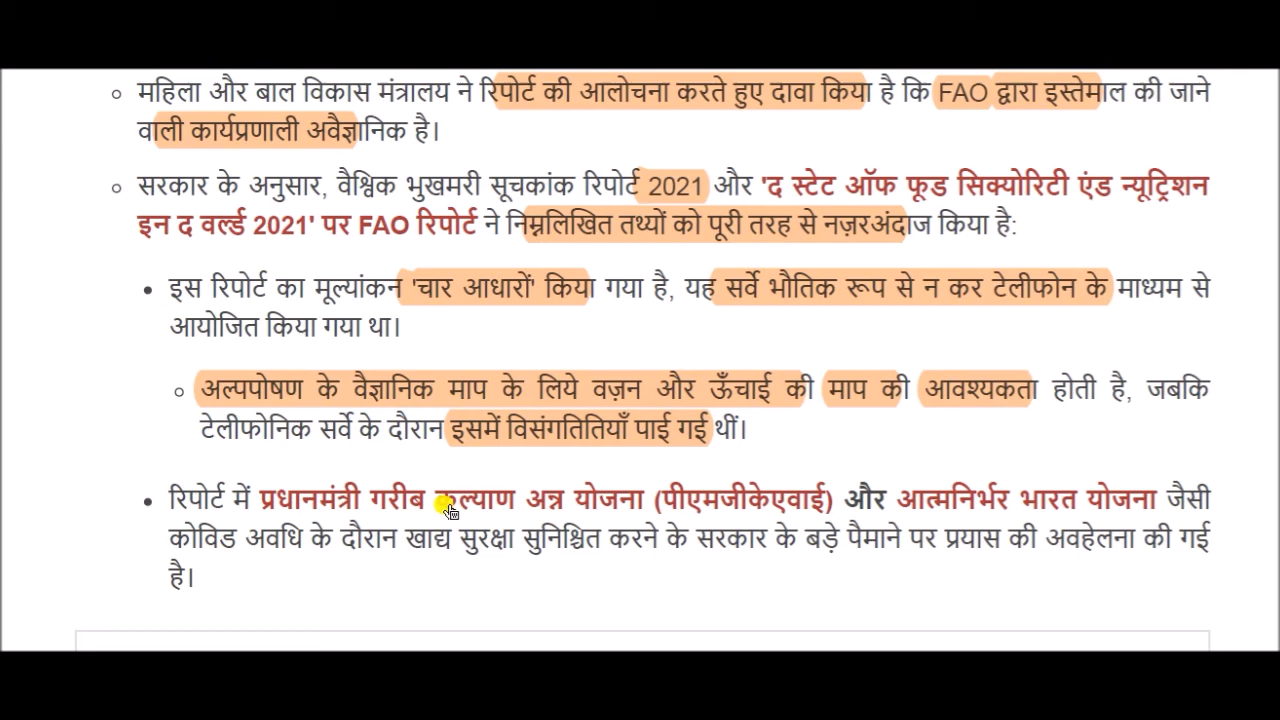 महिला और बाल विकास मंत्रालय ने रिपोर्ट की आलोचना करते हुए दावा किया है कि FAO द्वारा इस्तेमाल की जाने
वाली कार्यप्रणाली अवैज्ञानिक है।
सरकार के अनुसार, वैश्विक भुखमरी सूचकांक रिपोर्ट 2021 और 'द स्टेट ऑफ फूड सिक्योरिटी एंड न्यूट्रिशन
इन द वर्ल्ड 2021' पर FAO रिपोर्ट ने निम्नलिखित तथ्यों को पूरी तरह से नज़रअंदाज किया है:
इस रिपोर्ट का मूल्यांकन 'चार आधारों' किया गया है, यह सर्वे भौतिक रूप से न कर टेलीफोन के माध्यम से
आयोजित किया गया था।
अल्पपोषण के वैज्ञानिक माप के लिये वज़न और ऊँचाई की माप की आवश्यकता होती है, जबकि
टेलीफोनिक सर्वे के दौरान इसमें विसंगतितियाँ पाई गई थीं।
रिपोर्ट में प्रधानमंत्री गरीब कल्याण अन्न योजना (पीएमजीकेएवाई) और आत्मनिर्भर भारत योजना जैसी
कोविड अवधि के दौरान खाद्य सुरक्षा सुनिश्चित करने के सरकार के बड़े पैमाने पर प्रयास की अवहेलना की गई
है।